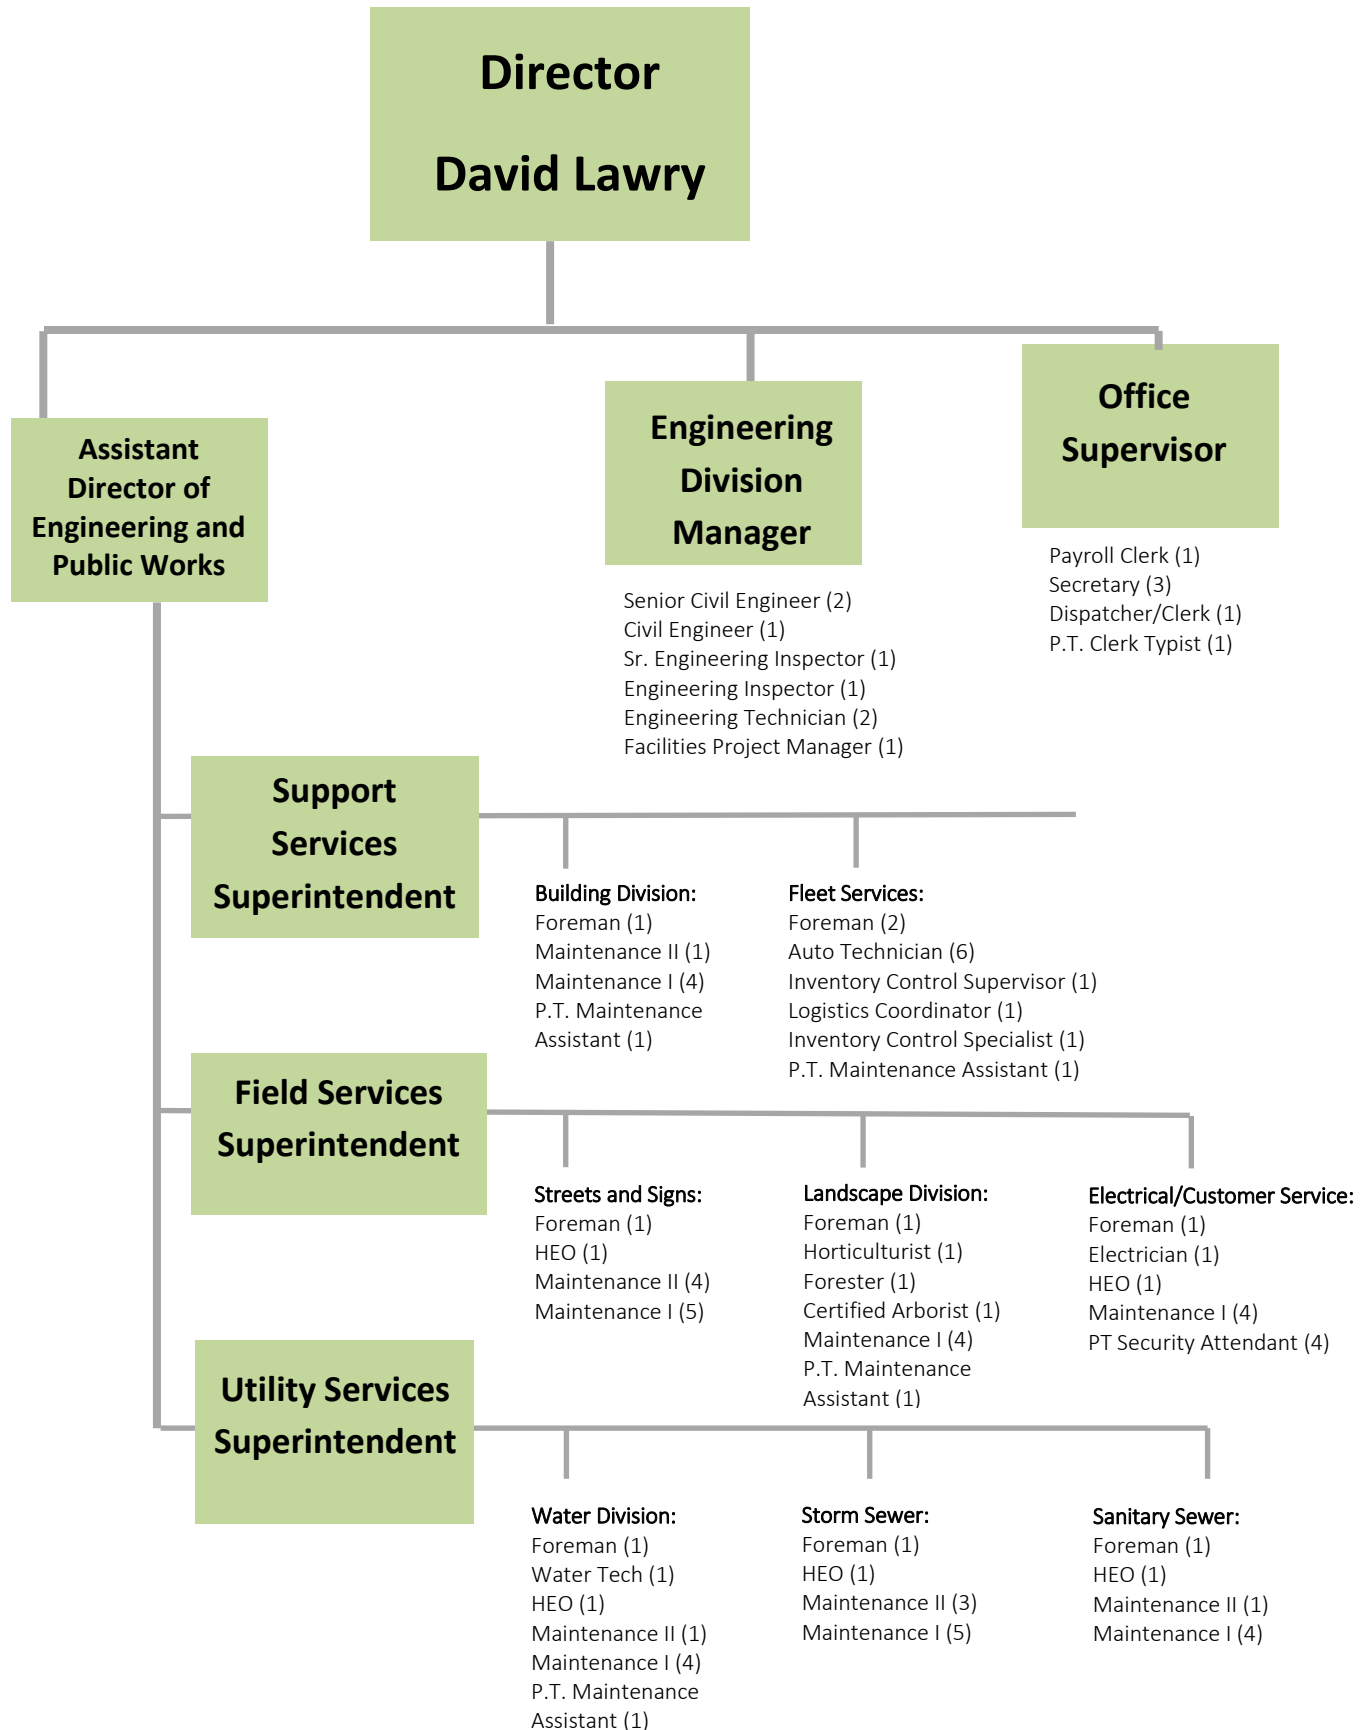 Director
David Lawry
Assistant
Director of
Engineering and
Public Works
Engineering
Division
Manager
Senior Civil Engineer (2)
Civil Engineer (1)
Sr. Engineering Inspector (1)
Engineering Inspector (1)
Engineering Technician (2)
Facilities Project Manager (1)
Office
Supervisor
Payroll Clerk (1)
Secretary (3)
Dispatcher/Clerk (1)
P.T. Clerk Typist (1)
Support
Services
Superintendent
Building Division:
Foreman (1)
Maintenance II (1)
Maintenance I (4)
P.T. Maintenance
Assistant (1)
Fleet Services:
Foreman (2)
Auto Technician (6)
Inventory Control Supervisor (1)
Logistics Coordinator (1)
Inventory Control Specialist (1)
P.T. Maintenance Assistant (1)
Field Services
Superintendent
Streets and Signs:
Foreman (1)
HEO (1)
Maintenance II (4)
Maintenance I (5)
Landscape Division:
Foreman (1)
Horticulturist (1)
Forester (1)
Certified Arborist (1)
Maintenance I (4)
P.T. Maintenance
Assistant (1)
Electrical/Customer Service:
Foreman (1)
Electrician (1)
HEO (1)
Maintenance I (4)
PT Security Attendant (4)
Utility Services
Superintendent
Water Division:
Foreman (1)
Water Tech (1)
HEO (1)
Maintenance II (1)
Maintenance I (4)
P.T. Maintenance
Assistant (1)
Storm Sewer:
Foreman (1)
HEO (1)
Maintenance II (3)
Maintenance I (5)
Sanitary Sewer:
Foreman (1)
HEO (1)
Maintenance II (1)
Maintenance I (4)